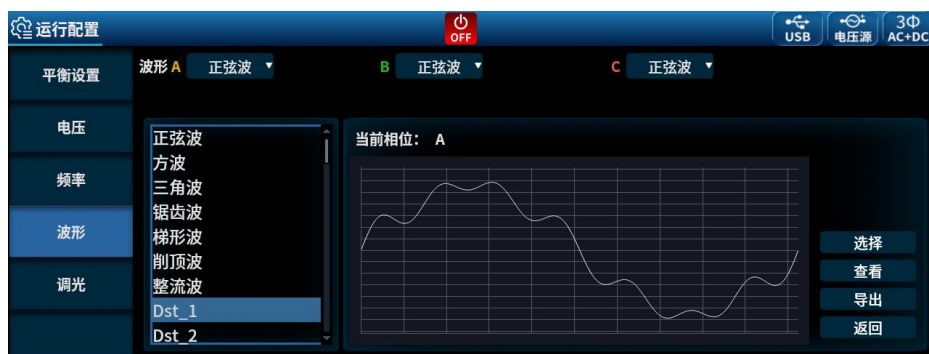 运行配置
OFF
USB
电压源
3Φ
AC+DC
平衡设置
波形 A 正弦波 B 正弦波 C 正弦波
电压
频率
波形
调光
正弦波
方波
三角波
锯齿波
梯形波
削顶波
整流波
Dst_1
Dst_2
当前相位: A
选择
查看
导出
返回